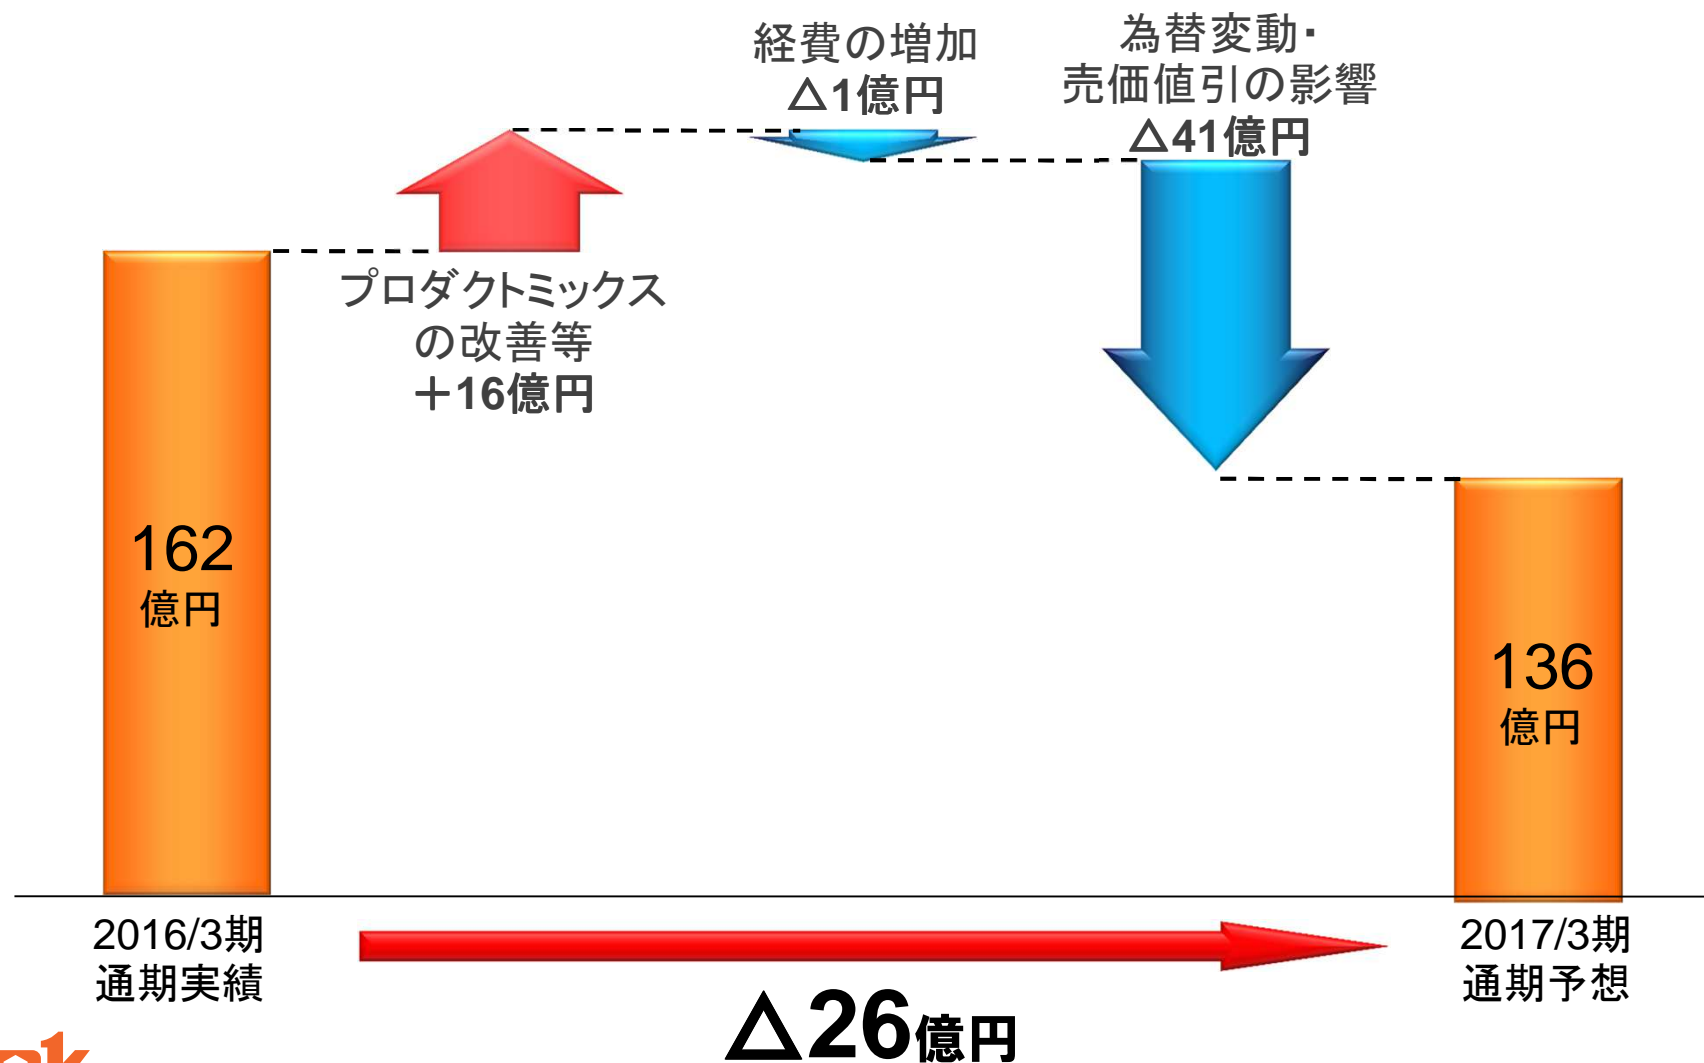 経費の増加
△1億円
為替変動・
売価値引の影響
△41億円
プロダクトミックス
の改善等
＋16億円
162
億円
136
億円
2016/3期
通期実績
2017/3期
通期予想
△26億円